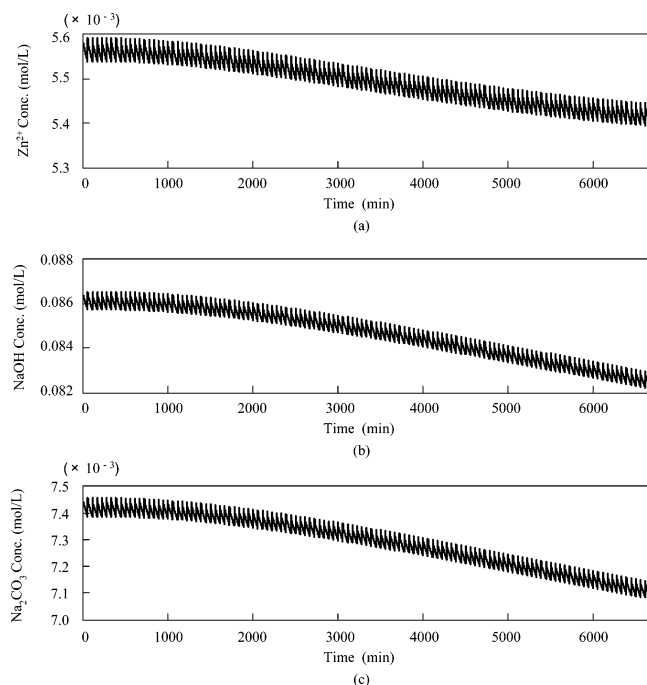 (× 10⁻³)
5.6
5.5
5.4
5.3
Zn²⁺ Conc. (mol/L)
0 1000 2000 3000 4000 5000 6000
Time (min)
(a)
0.088
0.086
0.084
0.082
NaOH Conc. (mol/L)
0 1000 2000 3000 4000 5000 6000
Time (min)
(b)
(× 10⁻³)
7.5
7.4
7.3
7.2
7.1
7.0
Na₂CO₃ Conc. (mol/L)
0 1000 2000 3000 4000 5000 6000
Time (min)
(c)